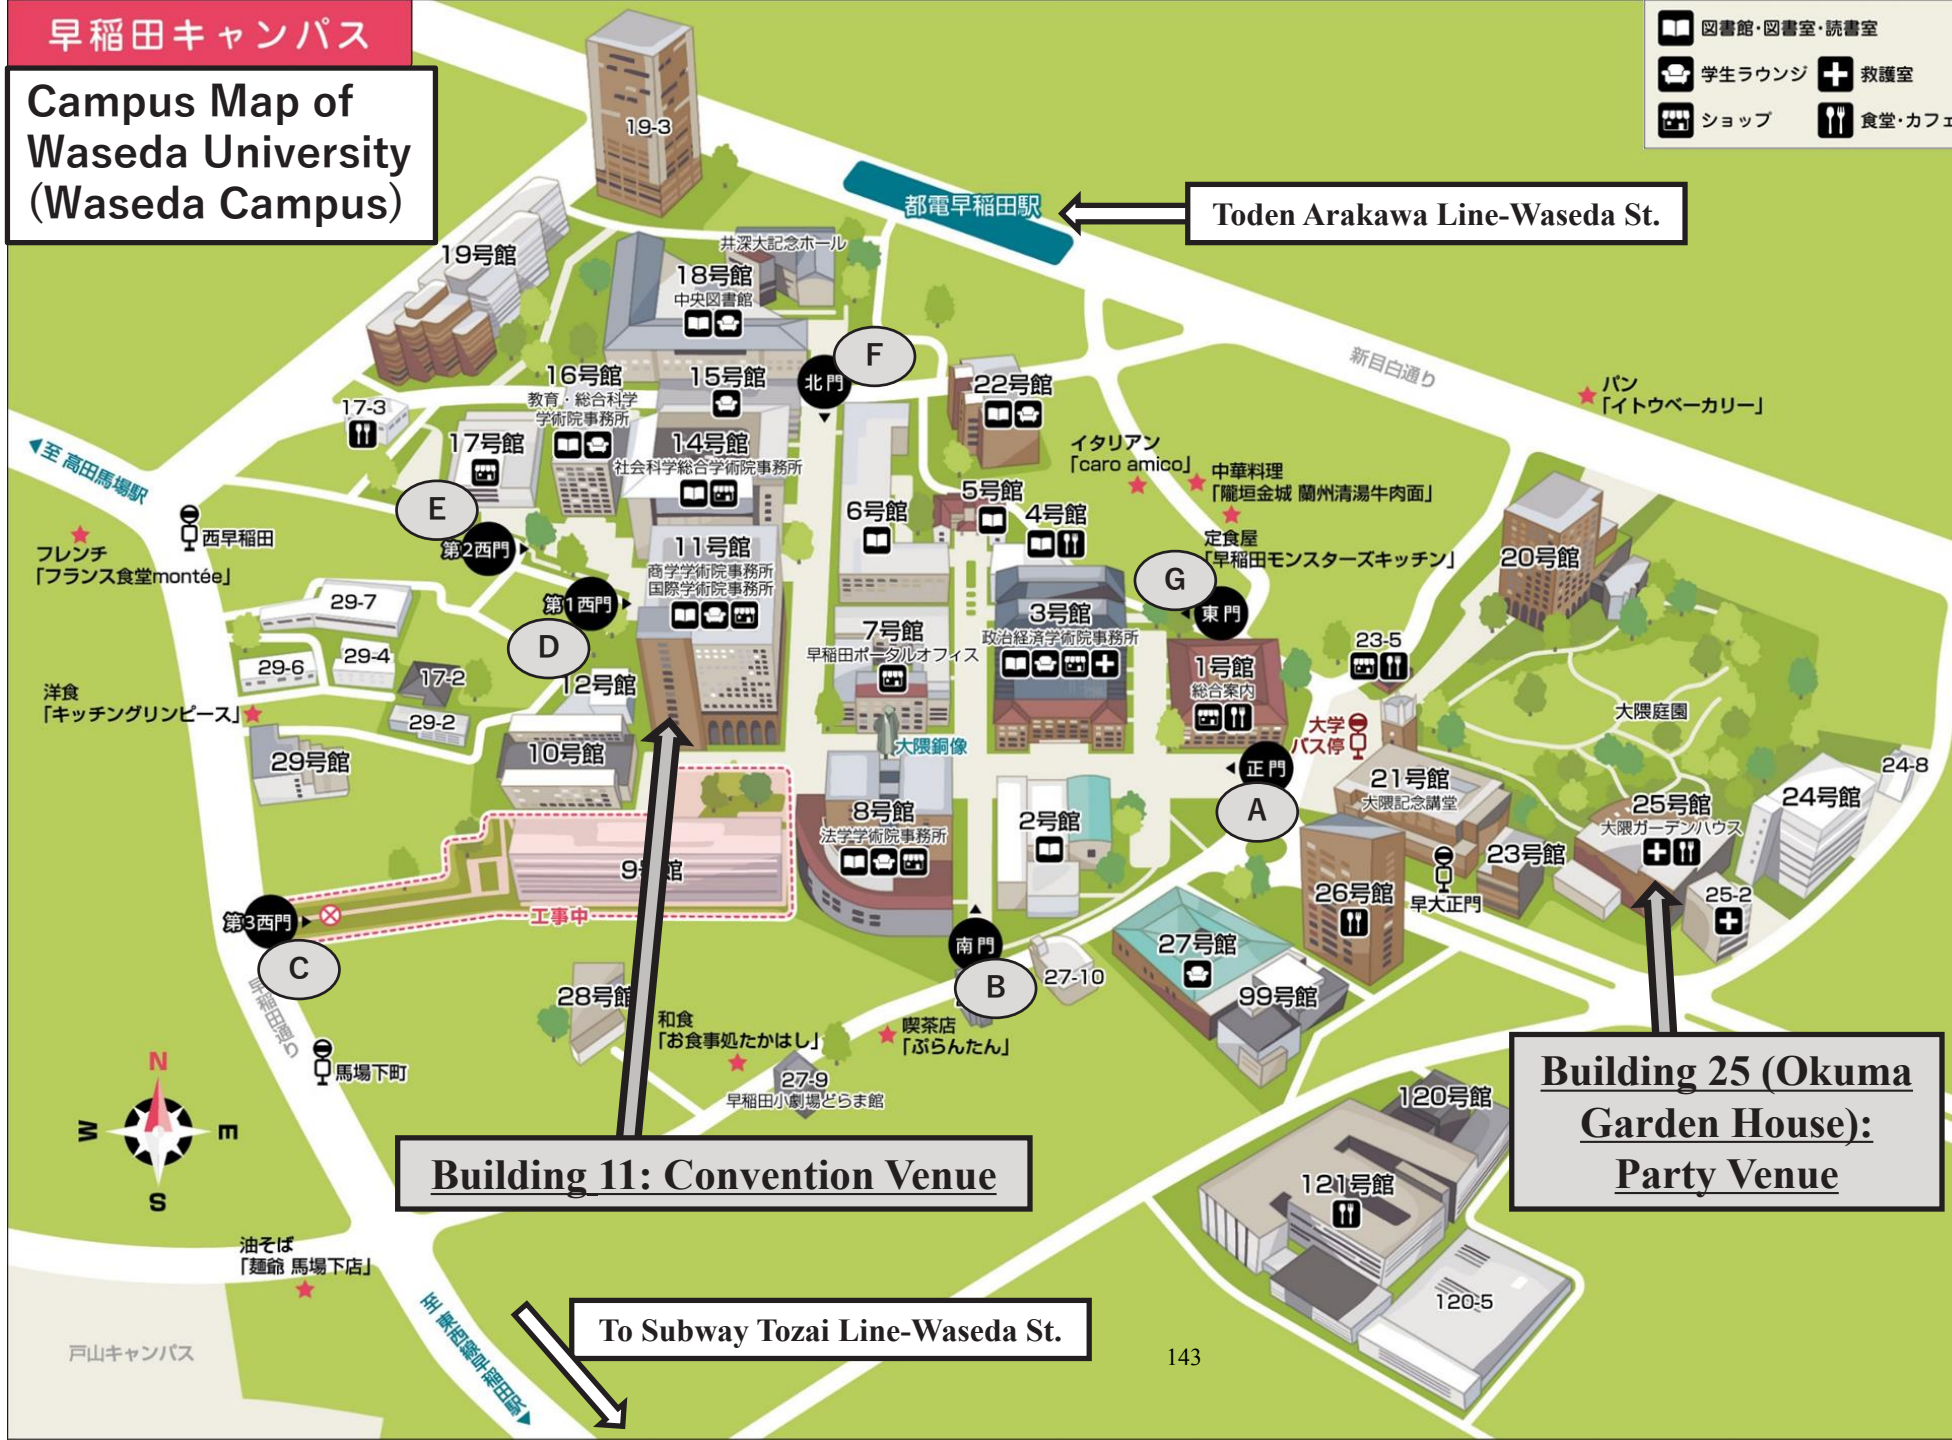 早稲田キャンパス
Campus Map of
Waseda University
(Waseda Campus)
図書館・図書室・読書室
学生ラウンジ
救護室
ショップ
食堂・カフェ
19-3
都電早稲田駅
Toden Arakawa Line-Waseda St.
19号館
井深大記念ホール
18号館
中央図書館
新目白通り
北門
F
パン
「イトウベーカリー」
16号館
教育・総合科学
学術院事務所
15号館
22号館
17-3
17号館
14号館
社会科学総合学術院事務所
イタリアン
「caro amico」
中華料理
「隴垣金城 蘭州清湯牛肉面」
至 高田馬場駅
E
5号館
6号館
4号館
西早稲田
第2西門
フレンチ
「フランス食堂montée」
11号館
商学学術院事務所
国際学術院事務所
定食屋
「早稲田モンスターズキッチン」
20号館
G
東門
第1西門
D
29-7
3号館
政治経済学術院事務所
7号館
早稲田ポータルオフィス
23-5
29-6
29-4
17-2
12号館
1号館
総合案内
洋食
「キッチングリンピース」
29-2
大隈庭園
大学
バス停
大隈銅像
29号館
10号館
正門
A
21号館
大隈記念講堂
24-8
24号館
25号館
大隈ガーデンハウス
8号館
法学学術院事務所
2号館
23号館
9号館
26号館
早大正門
25-2
第3西門
工事中
C
南門
B
27号館
27-10
99号館
28号館
早稲田通り
和食
「お食事処たかはし」
喫茶店
「ぷらんたん」
馬場下町
27-9
早稲田小劇場どらま館
N
W
E
S
Building 25 (Okuma
Garden House):
Party Venue
120号館
Building 11: Convention Venue
121号館
油そば
「麺爺 馬場下店」
至 東西線早稲田駅
To Subway Tozai Line-Waseda St.
120-5
戸山キャンパス
143